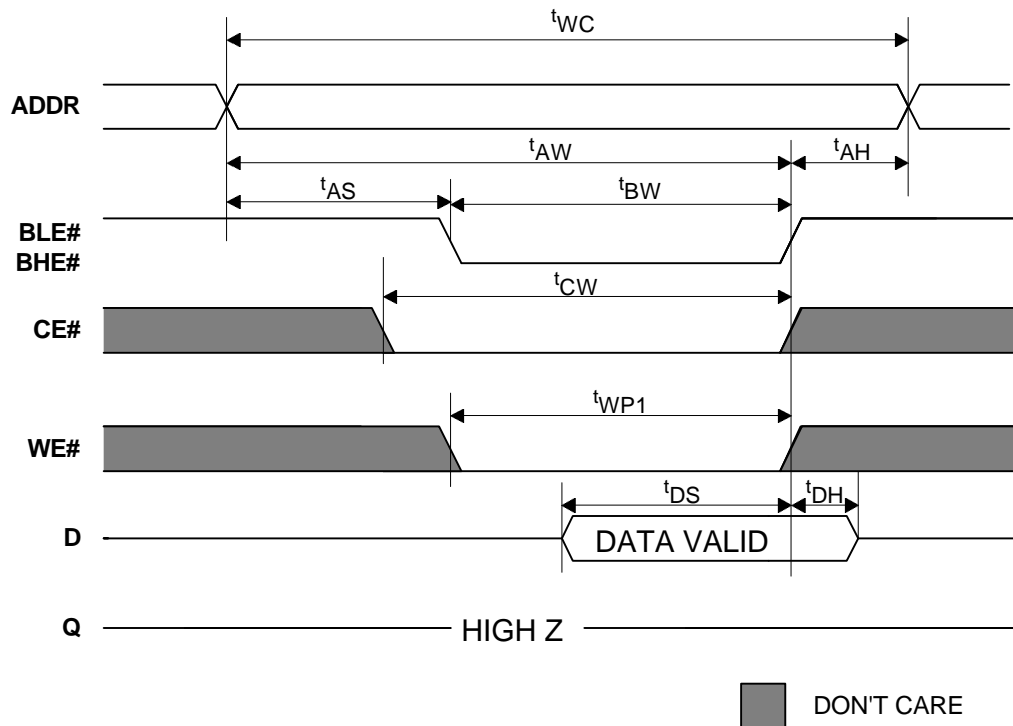 tWC
ADDR
tAW tAH
tAS tBW
BLE#
BHE#
tCW
CE#
tWP1
WE#
tDS tDH
D DATA VALID
Q HIGH Z
DON'T CARE